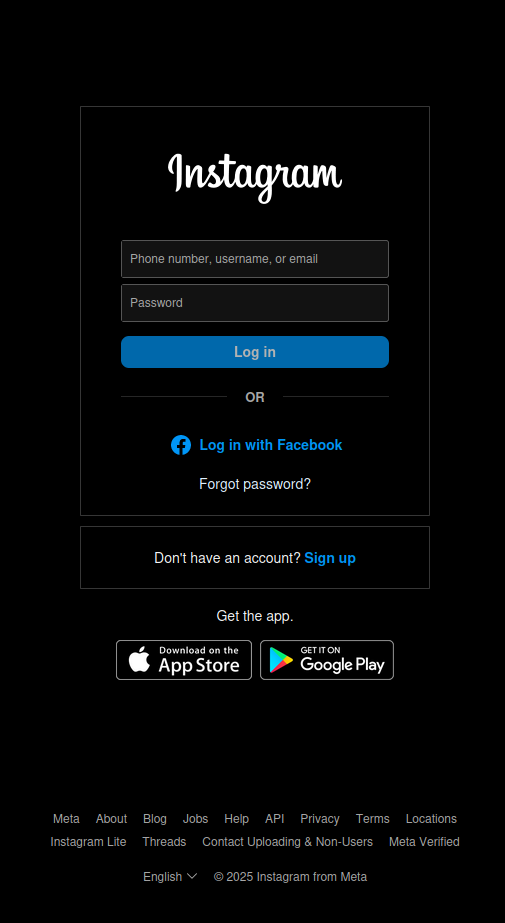 Instagram
Phone number, username, or email
Password
Log in
OR
Log in with Facebook
Forgot password?
Don't have an account? Sign up
Get the app.
Download on the
App Store
GET IT ON
Google Play
Meta About Blog Jobs Help API Privacy Terms Locations
Instagram Lite Threads Contact Uploading & Non-Users Meta Verified
English © 2025 Instagram from Meta